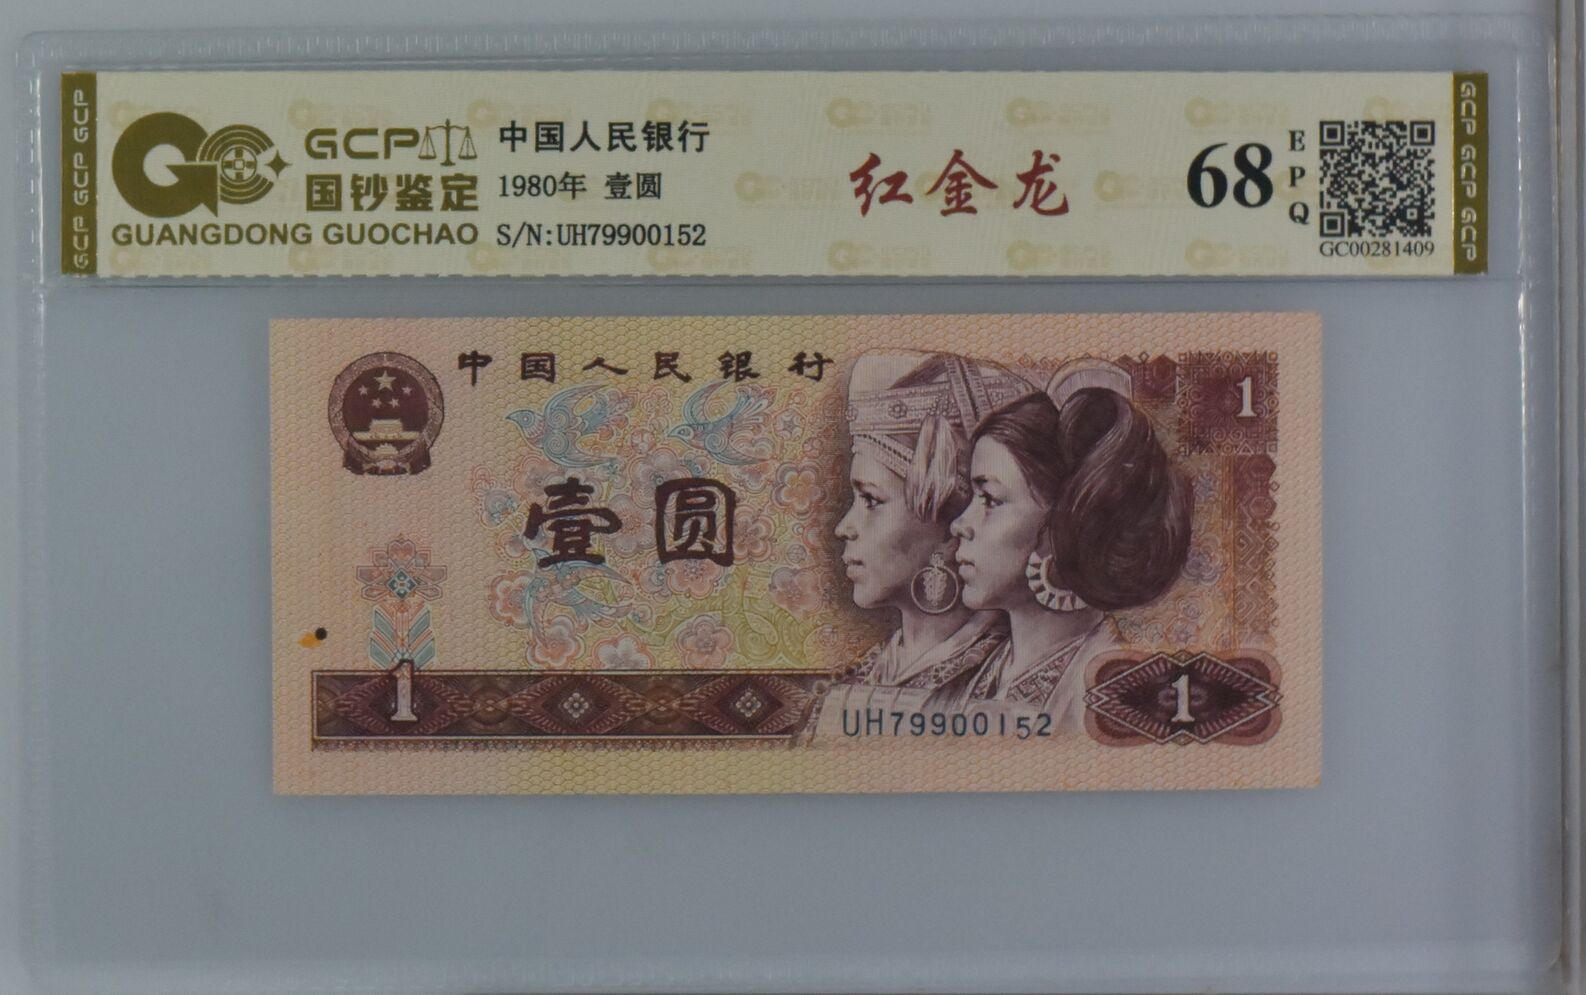 GCP GCP GCP
GCP
国钞鉴定
GUANGDONG GUOCHAO
中国人民银行
1980年 壹圆
S/N:UH79900152
红金龙
68
EPQ
GC00281409
GCP GCP GCP
中国人民银行
1
壹圆
1
UH79900152
1